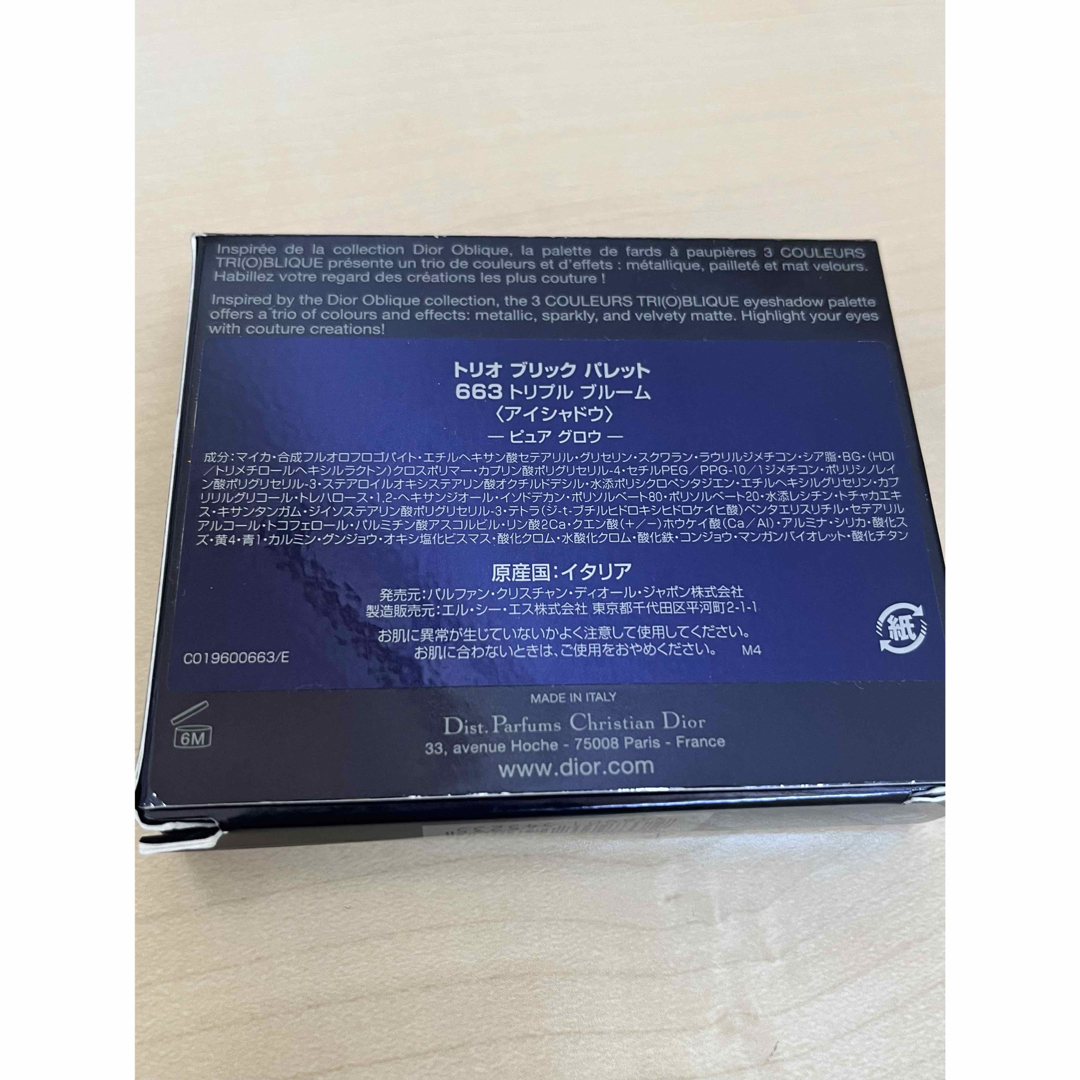 Inspirée de la collection Dior Oblique, la palette de fards à paupières 3 COULEURS
TRI(O)BLIQUE présente un trio de couleurs et d'effets : métallique, pailleté et mat velours.
Habillez votre regard des créations les plus couture !
Inspired by the Dior Oblique collection, the 3 COULEURS TRI(O)BLIQUE eyeshadow palette
offers a trio of colours and effects: metallic, sparkly, and velvety matte. Highlight your eyes
with couture creations!
トリオ ブリック パレット
663 トリプル ブルーム
〈アイシャドウ〉
— ピュア グロウ —
成分:マイカ・合成フルオロフロゴパイト・エチルヘキサン酸セテアリル・グリセリン・スクワラン・ラウリルジメチコン・シア脂・BG・(HDI
/トリメチロールヘキシルラクトン)クロスポリマー・カプリン酸ポリグリセリル-4・セチルPEG/PPG-10/1ジメチコン・ポリリシノレイ
ン酸ポリグリセリル-3・ステアロイルオキシステアリン酸オクチルドデシル・水添ポリシクロペンタジエン・エチルヘキシルグリセリン・カプ
リリルグリコール・トレハロース・1,2-ヘキサンジオール・イソドデカン・ポリソルベート80・ポリソルベート20・水添レシチン・トチャカエキ
ス・キサンタンガム・ジイソステアリン酸ポリグリセリル-3・テトラ(ジ-t-ブチルヒドロキシヒドロケイヒ酸)ペンタエリスリチル・セテアリル
アルコール・トコフェロール・パルミチン酸アスコルビル・リン酸2Ca・クエン酸(+/−)ホウケイ酸(Ca/Al)・アルミナ・シリカ・酸化ス
ズ・黄4・青1・カルミン・グンジョウ・オキシ塩化ビスマス・酸化クロム・水酸化クロム・酸化鉄・コンジョウ・マンガンバイオレット・酸化チタン
原産国:イタリア
発売元:パルファン・クリスチャン・ディオール・ジャポン株式会社
製造販売元:エル・シー・エス株式会社 東京都千代田区平河町2-1-1
お肌に異常が生じていないかよく注意して使用してください。
お肌に合わないときは、ご使用をおやめください。 M4
紙
C019600663/E
MADE IN ITALY
6M
Dist. Parfums Christian Dior
33, avenue Hoche - 75008 Paris - France
www.dior.com